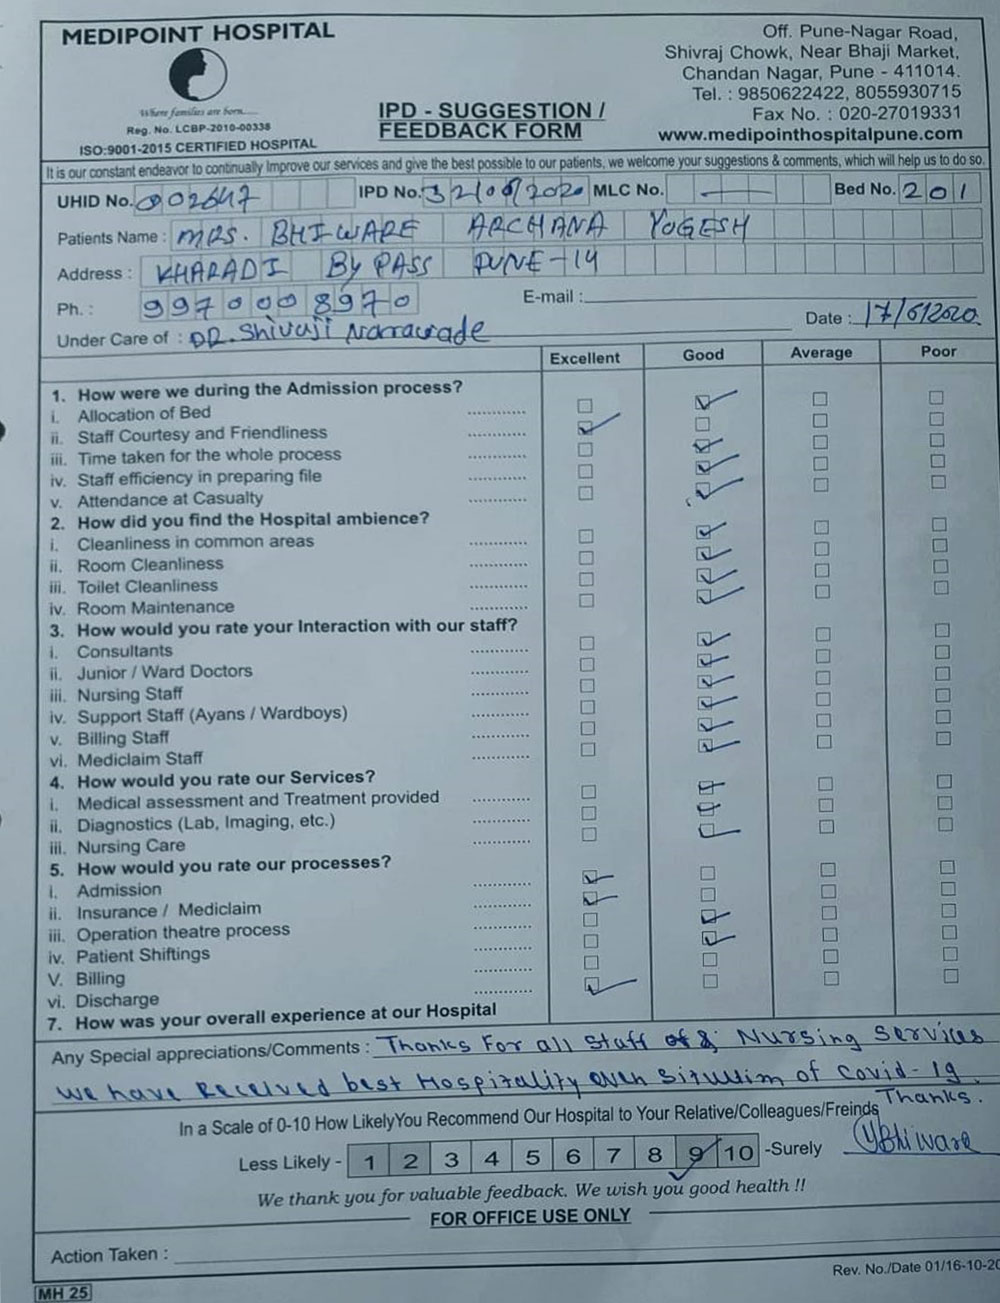 MEDIPOINT HOSPITAL
Where families are born......
Reg. No. LCBP-2010-00338
ISO:9001-2015 CERTIFIED HOSPITAL
IPD - SUGGESTION /
FEEDBACK FORM
Off. Pune-Nagar Road,
Shivraj Chowk, Near Bhaji Market,
Chandan Nagar, Pune - 411014.
Tel. : 9850622422, 8055930715
Fax No. : 020-27019331
www.medipointhospitalpune.com
It is our constant endeavor to continually Improve our services and give the best possible to our patients, we welcome your suggestions & comments, which will help us to do so.
UHID No. 002647 IPD No. 32/06/2020 MLC No. — Bed No. 201
Patients Name : MRS. BHIWARE ARCHANA YOGESH
Address : KHARADI By PASS PUNE-14
Ph. : 9970008970 E-mail :
Under Care of : DR. Shivaji Narrawade Date : 17/6/2020
Excellent Good Average Poor
1. How were we during the Admission process?
i. Allocation of Bed ............
ii. Staff Courtesy and Friendliness ............
iii. Time taken for the whole process ............
iv. Staff efficiency in preparing file ............
v. Attendance at Casualty ............
2. How did you find the Hospital ambience?
i. Cleanliness in common areas ............
ii. Room Cleanliness ............
iii. Toilet Cleanliness ............
iv. Room Maintenance ............
3. How would you rate your Interaction with our staff?
i. Consultants ............
ii. Junior / Ward Doctors ............
iii. Nursing Staff ............
iv. Support Staff (Ayans / Wardboys) ............
v. Billing Staff ............
vi. Mediclaim Staff ............
4. How would you rate our Services?
i. Medical assessment and Treatment provided ............
ii. Diagnostics (Lab, Imaging, etc.) ............
iii. Nursing Care ............
5. How would you rate our processes?
i. Admission ............
ii. Insurance / Mediclaim ............
iii. Operation theatre process ............
iv. Patient Shiftings ............
V. Billing ............
vi. Discharge ............
7. How was your overall experience at our Hospital
Any Special appreciations/Comments : Thanks For all Staff & Nursing Services
we have Received best Hospitality even of Covid-19.
Thanks.
In a Scale of 0-10 How LikelyYou Recommend Our Hospital to Your Relative/Colleagues/Freinds
Less Likely - 1 2 3 4 5 6 7 8 9 10 -Surely YBhiware
We thank you for valuable feedback. We wish you good health !!
FOR OFFICE USE ONLY
Action Taken :
MH 25
Rev. No./Date 01/16-10-20